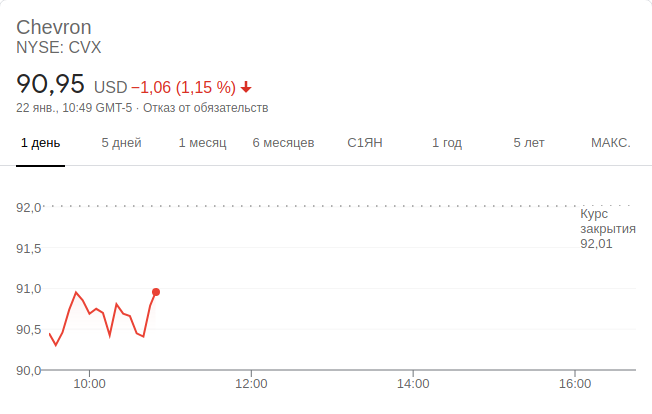 Chevron
NYSE: CVX
90,95 USD −1,06 (1,15 %)
22 янв., 10:49 GMT-5 · Отказ от обязательств
1 день 5 дней 1 месяц 6 месяцев С1ЯН 1 год 5 лет МАКС.
92,0
Курс
закрытия
92,01
91,5
91,0
90,5
90,0
10:00 12:00 14:00 16:00